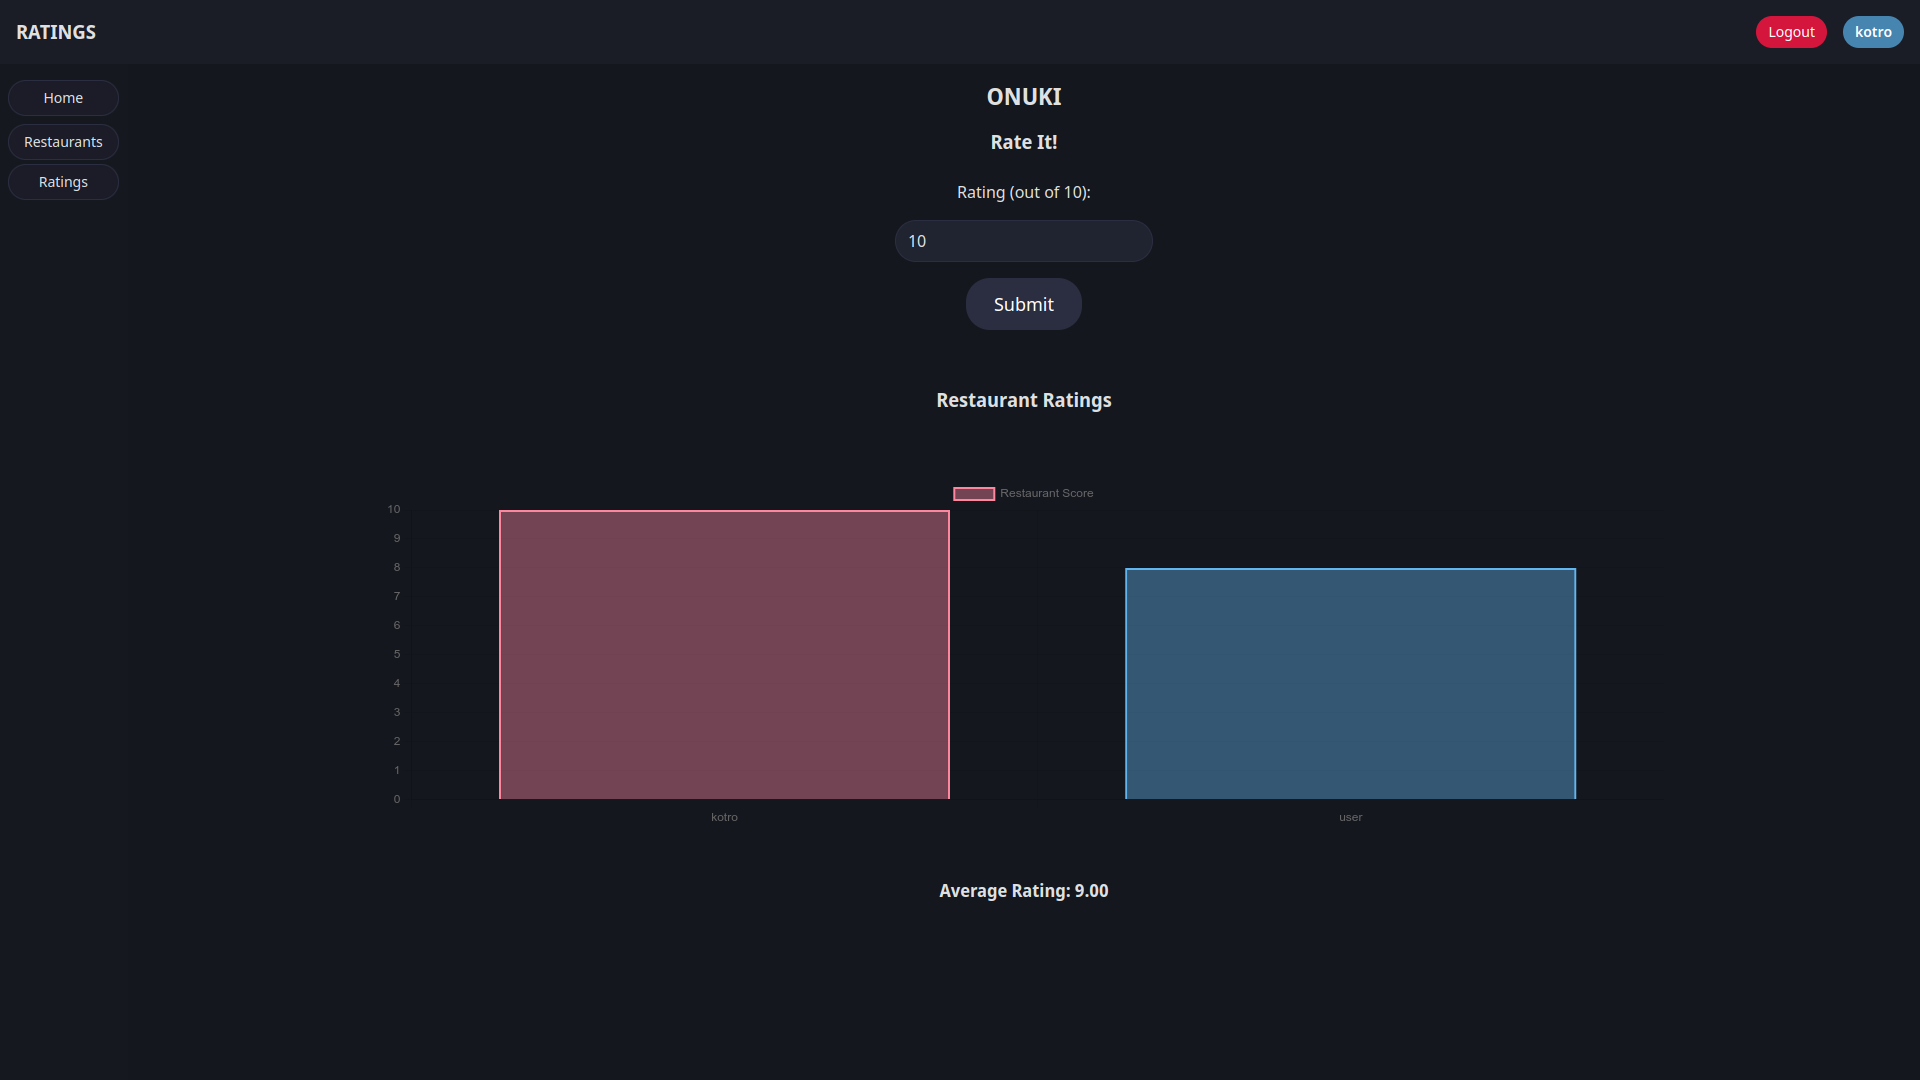 RATINGS
Logout
kotro
Home
Restaurants
Ratings
ONUKI
Rate It!
Rating (out of 10):
10
Submit
Restaurant Ratings
Restaurant Score
10
9
8
7
6
5
4
3
2
1
0
kotro
user
Average Rating: 9.00